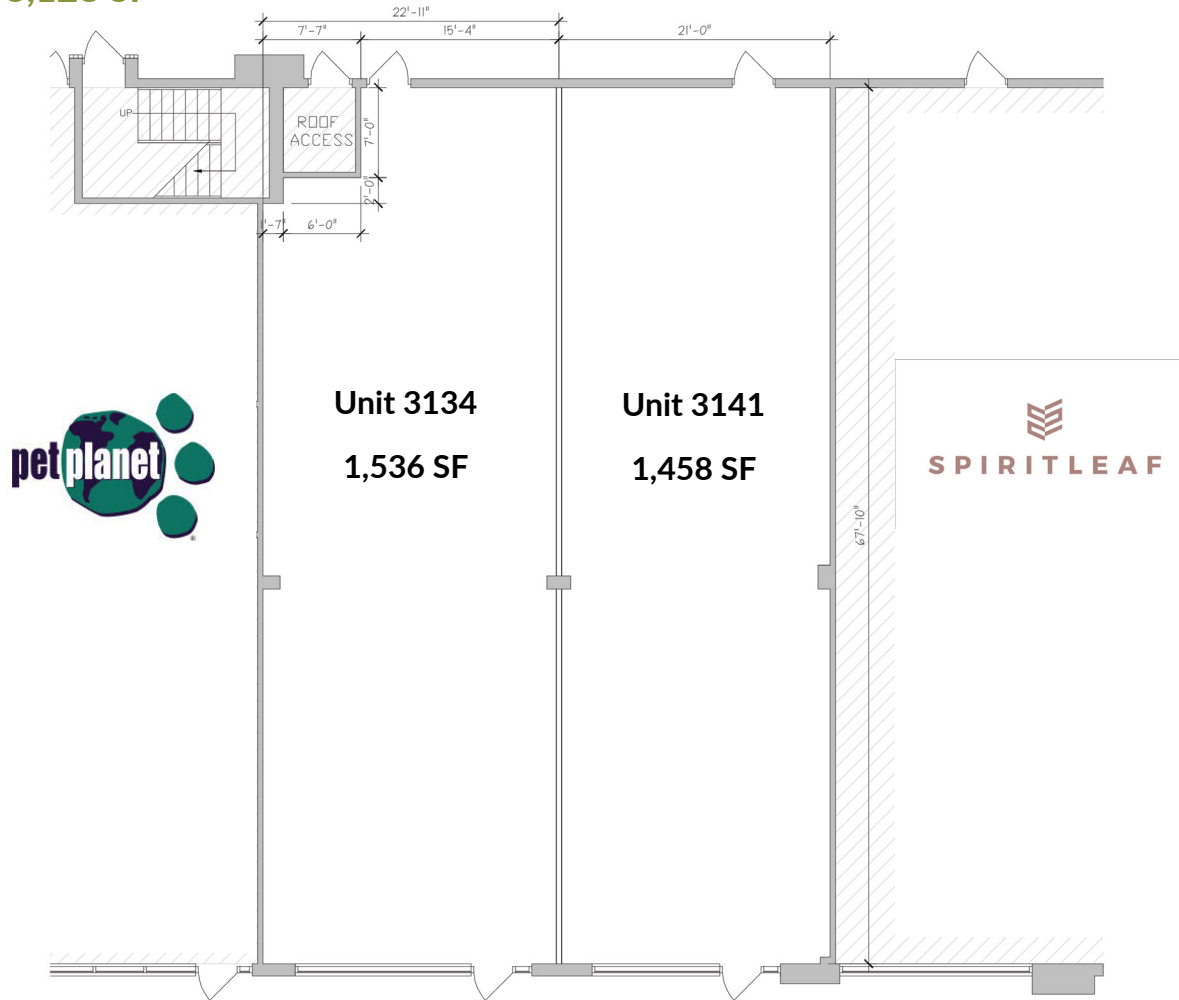 22'-11"
7'-7"
15'-4"
21'-0"
UP
ROOF
ACCESS
7'-0"
2'-0"
1'-7"
6'-0"
Unit 3134
1,536 SF
Unit 3141
1,458 SF
petplanet
®
SPIRITLEAF
67'-10"